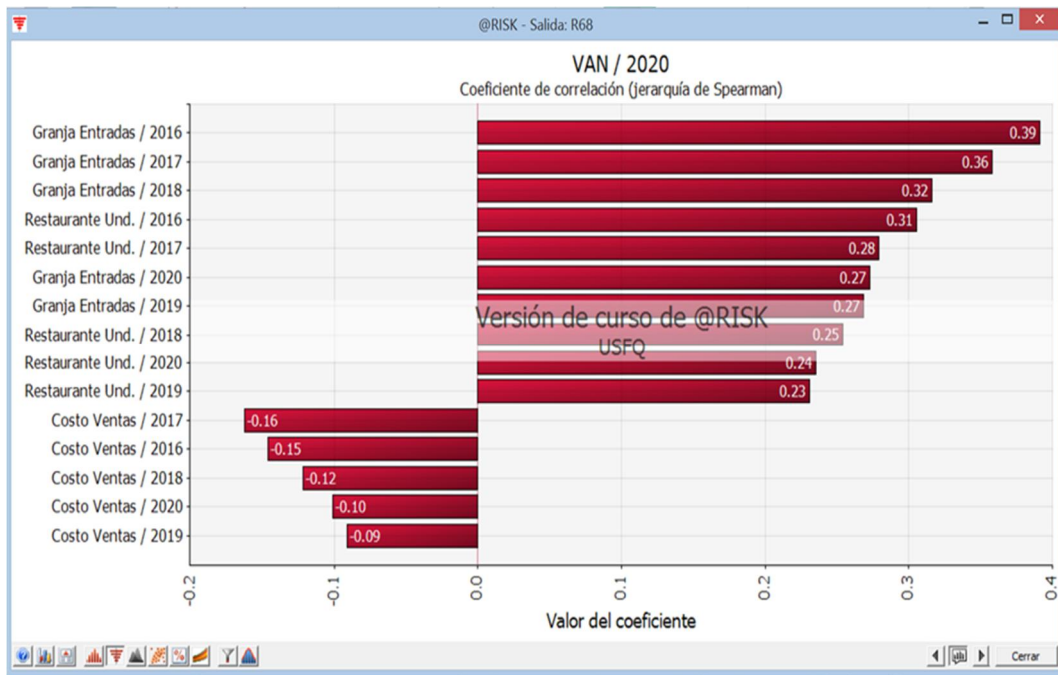 @RISK - Salida: R68
VAN / 2020
Coeficiente de correlación (jerarquía de Spearman)
Granja Entradas / 2016
0.39
Granja Entradas / 2017
0.36
Granja Entradas / 2018
0.32
Restaurante Und. / 2016
0.31
Restaurante Und. / 2017
0.28
Granja Entradas / 2020
0.27
Granja Entradas / 2019
0.27
Versión de curso de @RISK
Restaurante Und. / 2018
0.25
USFQ
Restaurante Und. / 2020
0.24
Restaurante Und. / 2019
0.23
Costo Ventas / 2017
-0.16
Costo Ventas / 2016
-0.15
Costo Ventas / 2018
-0.12
Costo Ventas / 2020
-0.10
Costo Ventas / 2019
-0.09
-0.2
-0.1
0.0
0.1
0.2
0.3
0.4
Valor del coeficiente
Cerrar